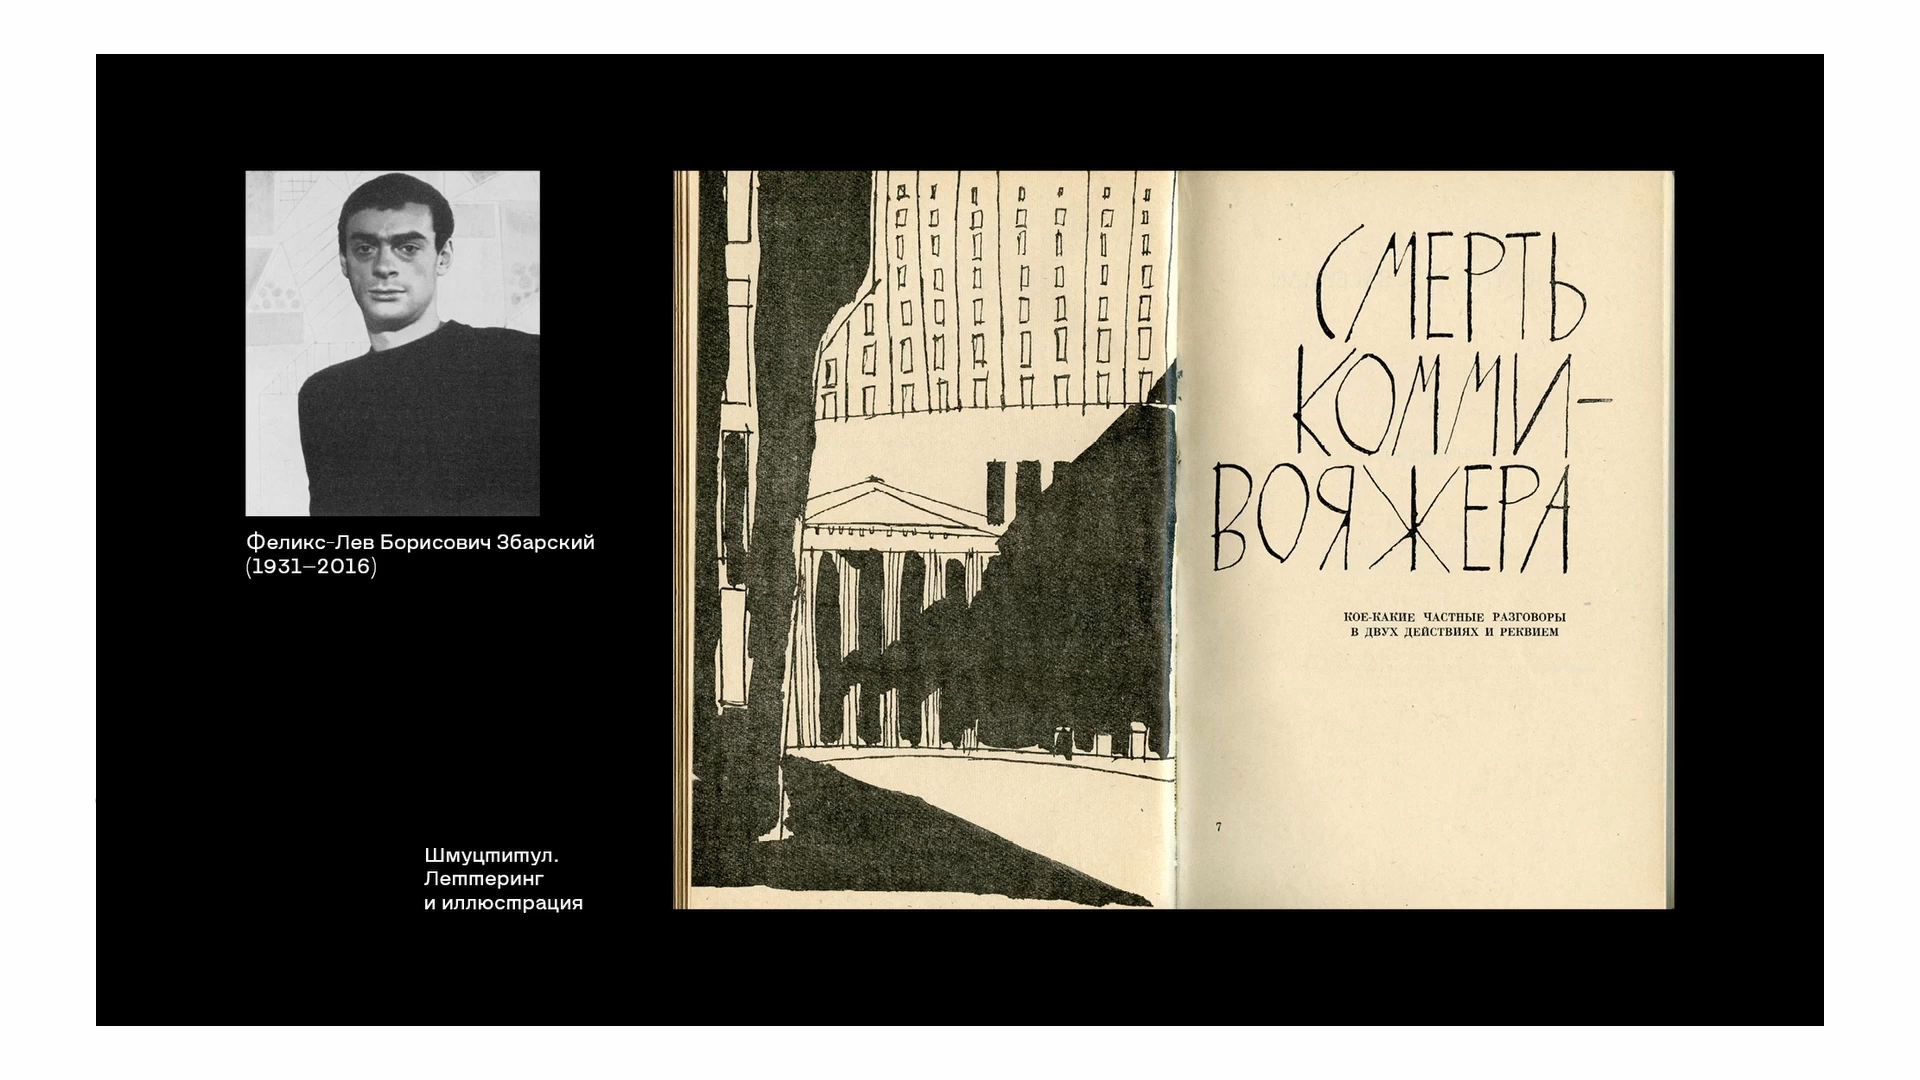 Феликс-Лев Борисович Збарский
(1931—2016)
Шмуцтитул.
Леттеринг
и иллюстрация
СМЕРТЬ
КОММИ-
ВОЯЖЕРА
КОЕ-КАКИЕ ЧАСТНЫЕ РАЗГОВОРЫ
В ДВУХ ДЕЙСТВИЯХ И РЕКВИЕМ
7